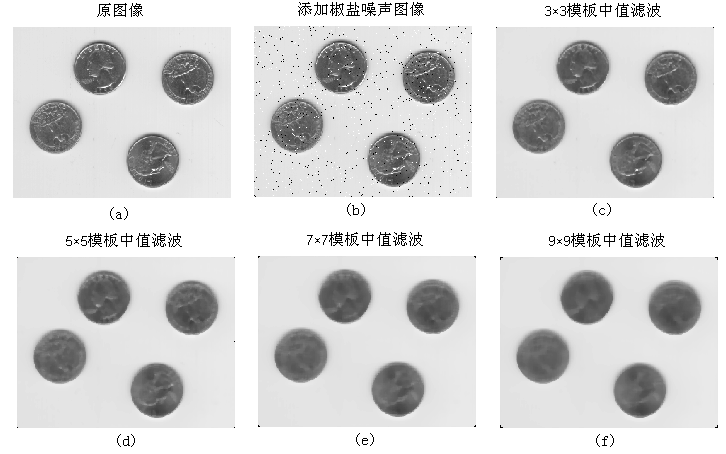 原图像
添加椒盐噪声图像
3×3模板中值滤波
(a)
(b)
(c)
5×5模板中值滤波
7×7模板中值滤波
9×9模板中值滤波
(d)
(e)
(f)